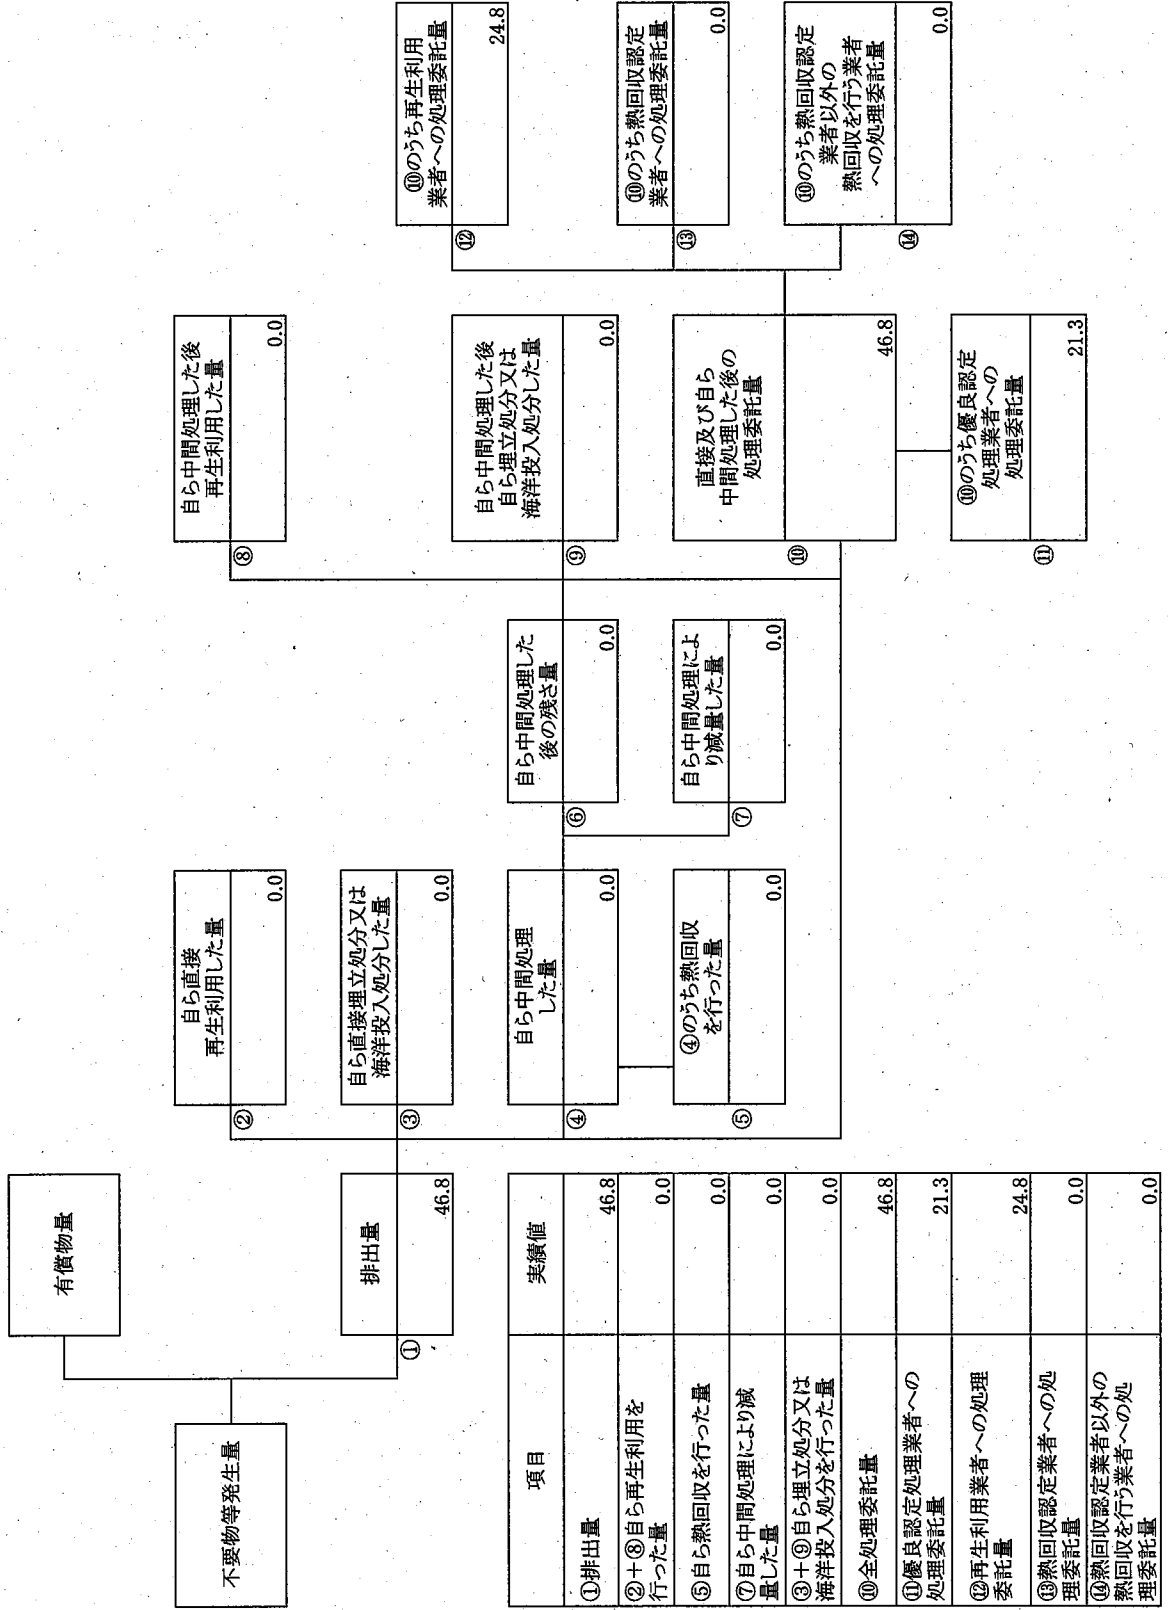 不要物等発生量
有償物量
①
排出量
46.8
②
自ら直接
再生利用した量
0.0
③
自ら直接埋立処分又は
海洋投入処分した量
0.0
④
自ら中間処理
した量
0.0
⑤
④のうち熱回収
を行った量
0.0
⑥
自ら中間処理した
後の残さ量
0.0
⑦
自ら中間処理によ
り減量した量
0.0
⑧
自ら中間処理した後
再生利用した量
0.0
⑨
自ら中間処理した後
自ら埋立処分又は
海洋投入処分した量
0.0
⑩
直接及び自ら
中間処理した後の
処理委託量
46.8
⑪
⑩のうち優良認定
処理業者への
処理委託量
21.3
⑫
⑩のうち再生利用
業者への処理委託量
24.8
⑬
⑩のうち熱回収認定
業者への処理委託量
0.0
⑭
⑩のうち熱回収認定
業者以外の
熱回収を行う業者
への処理委託量
0.0
項目 実績値
①排出量 46.8
②+⑧自ら再生利用を
行った量 0.0
⑤自ら熱回収を行った量 0.0
⑦自ら中間処理により減
量した量 0.0
③+⑨自ら埋立処分又は
海洋投入処分を行った量 0.0
⑩全処理委託量 46.8
⑪優良認定処理業者への
処理委託量 21.3
⑫再生利用業者への処理
委託量 24.8
⑬熱回収認定業者への処
理委託量 0.0
⑭熱回収認定業者以外の
熱回収を行う業者への処
理委託量 0.0